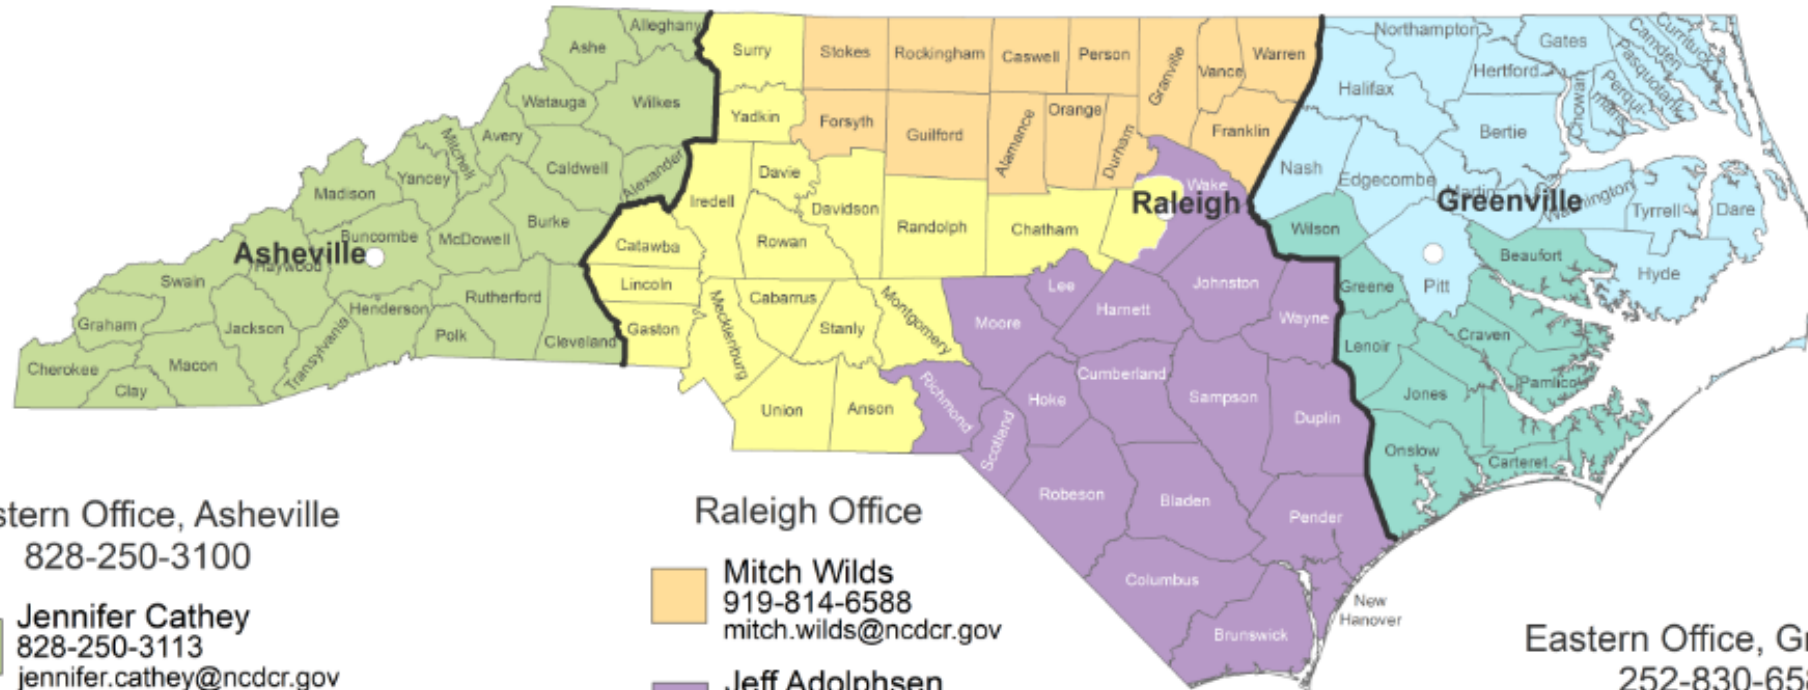 Alleghany
Ashe
Surry
Stokes
Rockingham
Caswell
Person
Granville
Vance
Warren
Northampton
Gates
Currituck
Camden
Pasquotank
Perqui-
mans
Chowan
Hertford
Halifax
Watauga
Wilkes
Yadkin
Forsyth
Guilford
Alamance
Orange
Durham
Franklin
Bertie
Avery
Mitchell
Caldwell
Alexander
Nash
Edgecombe
Martin
Washington
Tyrrell
Dare
Madison
Yancey
Iredell
Davie
Davidson
Randolph
Chatham
Wake
Raleigh
Greenville
Burke
McDowell
Buncombe
Asheville
Haywood
Catawba
Rowan
Wilson
Beaufort
Hyde
Pitt
Greene
Swain
Lincoln
Rutherford
Henderson
Cabarrus
Montgomery
Lee
Harnett
Johnston
Wayne
Graham
Jackson
Transylvania
Polk
Cleveland
Gaston
Mecklenburg
Stanly
Moore
Lenoir
Craven
Cherokee
Macon
Clay
Union
Anson
Richmond
Scotland
Hoke
Cumberland
Sampson
Duplin
Jones
Pamlico
Onslow
Carteret
Robeson
Bladen
Pender
Columbus
Brunswick
New
Hanover
stern Office, Asheville
828-250-3100
Jennifer Cathey
828-250-3113
jennifer.cathey@ncdcr.gov
Raleigh Office
Mitch Wilds
919-814-6588
mitch.wilds@ncdcr.gov
Jeff Adolphsen
Eastern Office, Gr
252-830-658